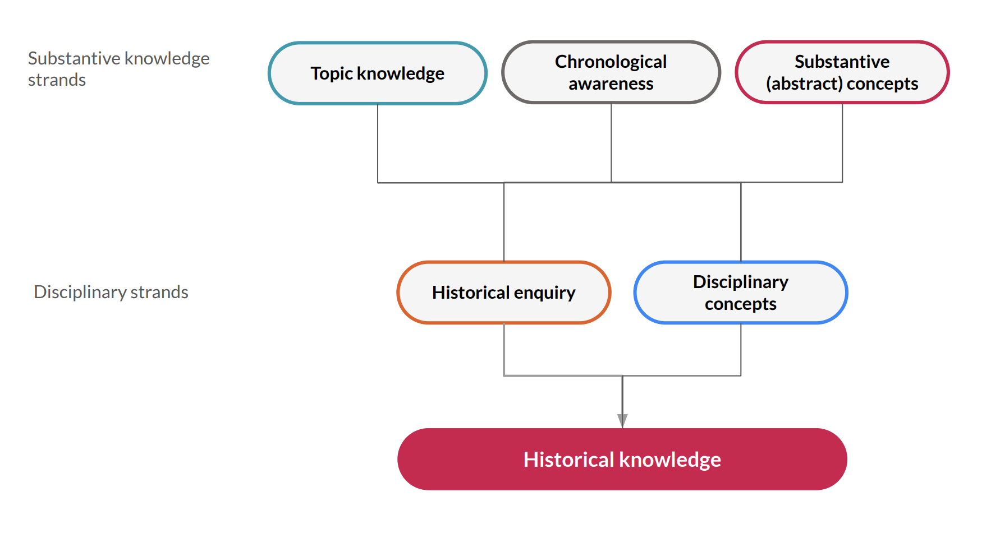 Substantive knowledge
strands
Topic knowledge
Chronological
awareness
Substantive
(abstract) concepts
Disciplinary strands
Historical enquiry
Disciplinary
concepts
Historical knowledge